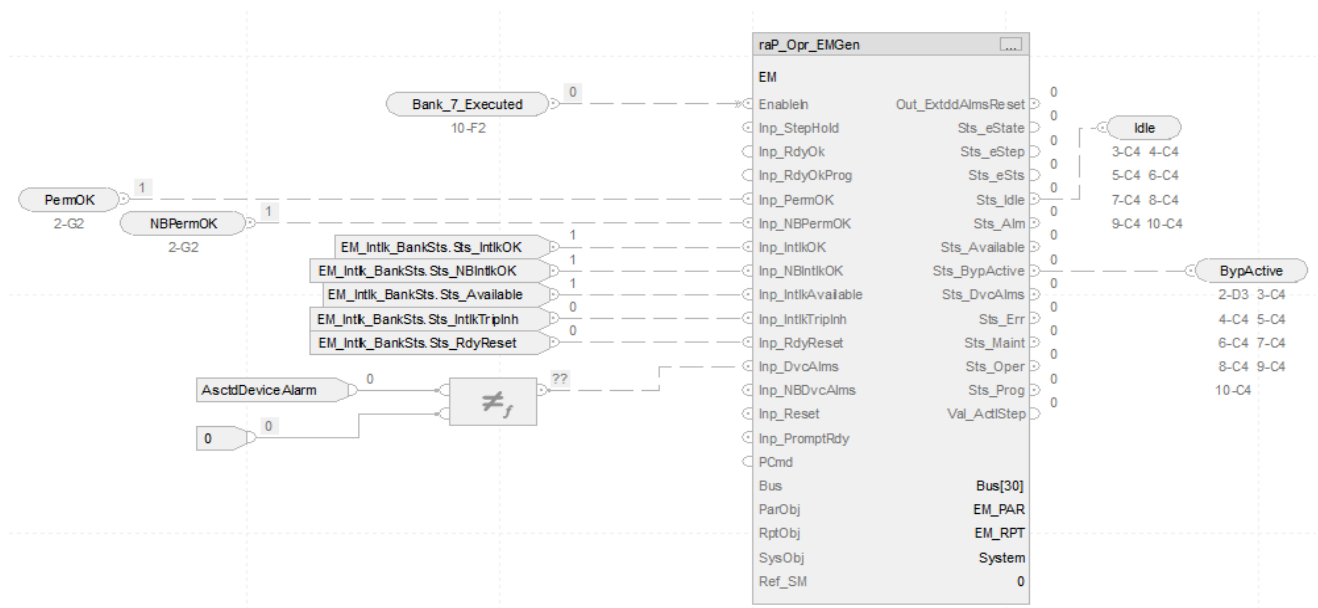 raP_Opr_EMGen ...
EM
Bank_7_Executed 0
10-F2
EnableIn Out_ExtddAlmsReset 0
Inp_StepHold Sts_eState 0
Inp_RdyOk Sts_eStep 0
Inp_RdyOkProg Sts_eSts 0
Idle
3-C4 4-C4
5-C4 6-C4
7-C4 8-C4
9-C4 10-C4
PermOK 1
2-G2
Inp_PermOK Sts_Idle 0
NBPermOK 1
2-G2
Inp_NBPermOK Sts_Alm 0
EM_Intlk_BankSts.Sts_IntlkOK 1 Inp_IntlkOK Sts_Available 0
EM_Intlk_BankSts.Sts_NBIntlkOK 1 Inp_NBIntlkOK Sts_BypActive 0
BypActive
2-D3 3-C4
4-C4 5-C4
6-C4 7-C4
8-C4 9-C4
10-C4
EM_Intlk_BankSts.Sts_Available 1 Inp_IntlkAvailable Sts_DvcAlms 0
EM_Intlk_BankSts.Sts_IntlkTripInh 0 Inp_IntlkTripInh Sts_Err 0
EM_Intlk_BankSts.Sts_RdyReset 0 Inp_RdyReset Sts_Maint 0
AsctdDeviceAlarm 0
0 0
≠f ??
Inp_DvcAlms Sts_Oper 0
Inp_NBDvcAlms Sts_Prog 0
Inp_Reset Val_ActlStep 0
Inp_PromptRdy
PCmd
Bus Bus[30]
ParObj EM_PAR
RptObj EM_RPT
SysObj System
Ref_SM 0